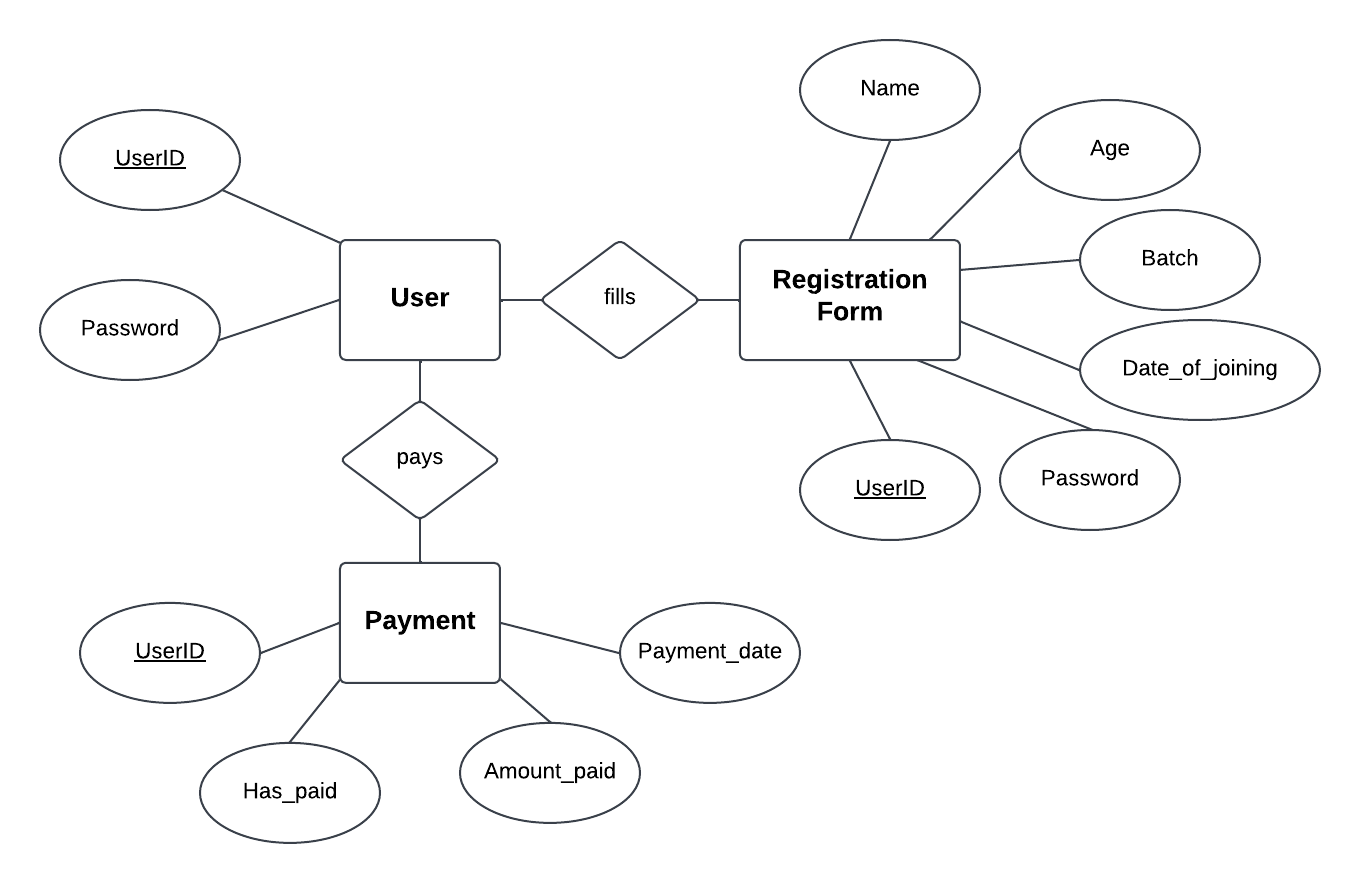 Name
Age
UserID
Batch
User
fills
Registration
Form
Password
Date_of_joining
pays
UserID
Password
Payment
UserID
Payment_date
Has_paid
Amount_paid